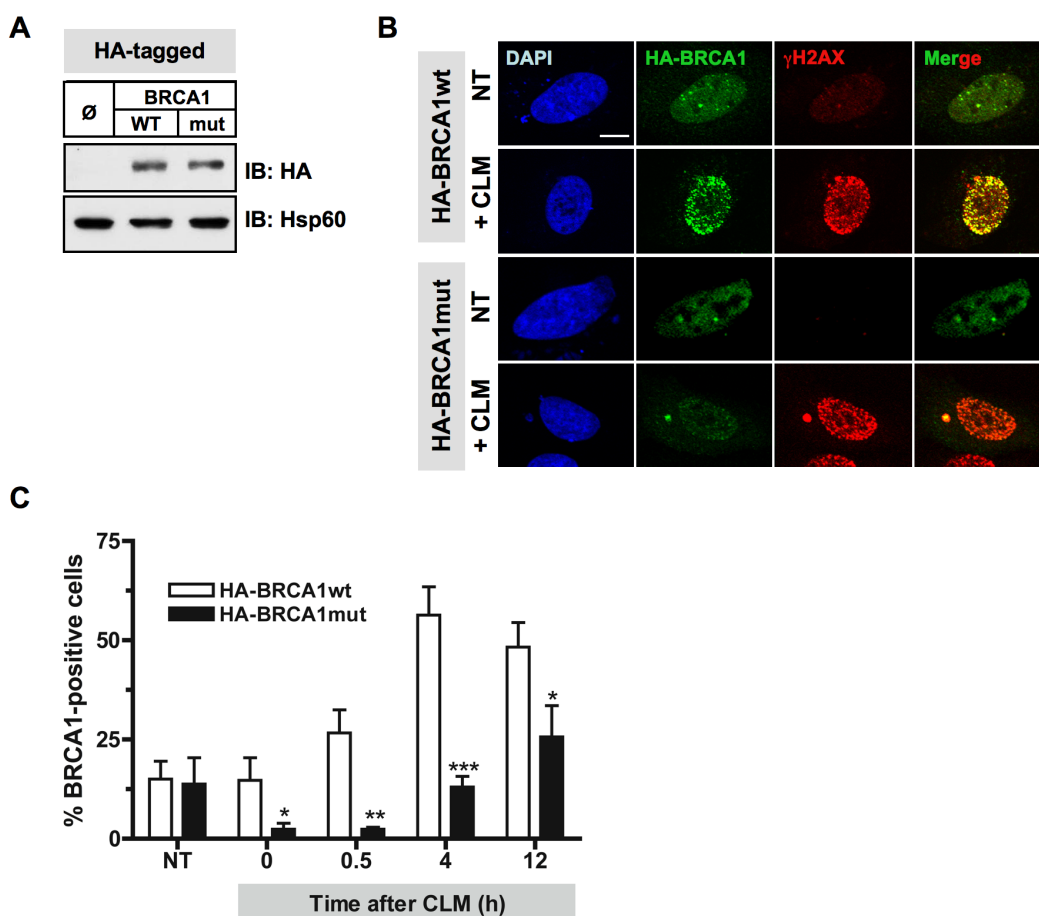 A
HA-tagged
Ø
BRCA1
WT
mut
IB: HA
IB: Hsp60
B
DAPI
HA-BRCA1
γH2AX
Merge
HA-BRCA1wt
NT
+ CLM
HA-BRCA1mut
NT
+ CLM
C
% BRCA1-positive cells
75
50
25
0
HA-BRCA1wt
HA-BRCA1mut
*
**
***
*
NT
0
0.5
4
12
Time after CLM (h)